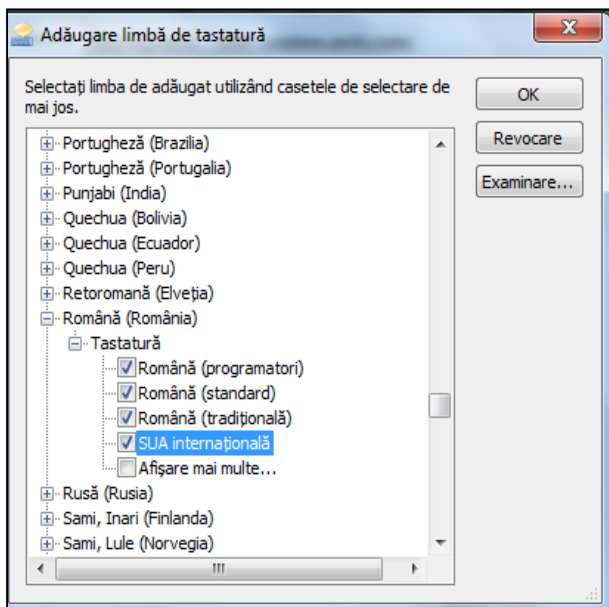 Adăugare limbă de tastatură
Selectați limba de adăugat utilizând casetele de selectare de
mai jos.
OK
Revocare
Examinare...
Portugheză (Brazilia)
Portugheză (Portugalia)
Punjabi (India)
Quechua (Bolivia)
Quechua (Ecuador)
Quechua (Peru)
Retoromană (Elveția)
Română (România)
Tastatură
Română (programatori)
Română (standard)
Română (tradițională)
SUA internațională
Afișare mai multe...
Rusă (Rusia)
Sami, Inari (Finlanda)
Sami, Lule (Norvegia)